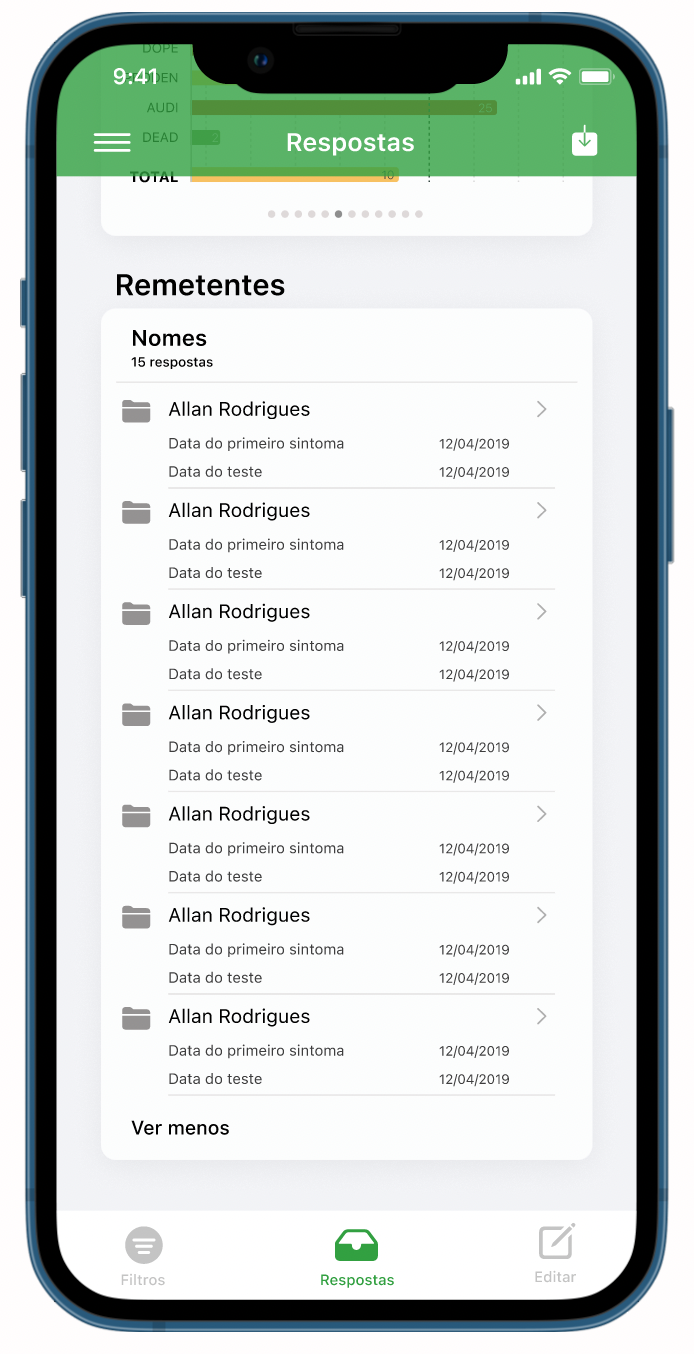 DOPE
9:41
AUDI 25
DEAD 2
Respostas
TOTAL 10
Remetentes
Nomes
15 respostas
Allan Rodrigues
Data do primeiro sintoma 12/04/2019
Data do teste 12/04/2019
Allan Rodrigues
Data do primeiro sintoma 12/04/2019
Data do teste 12/04/2019
Allan Rodrigues
Data do primeiro sintoma 12/04/2019
Data do teste 12/04/2019
Allan Rodrigues
Data do primeiro sintoma 12/04/2019
Data do teste 12/04/2019
Allan Rodrigues
Data do primeiro sintoma 12/04/2019
Data do teste 12/04/2019
Allan Rodrigues
Data do primeiro sintoma 12/04/2019
Data do teste 12/04/2019
Allan Rodrigues
Data do primeiro sintoma 12/04/2019
Data do teste 12/04/2019
Ver menos
Filtros
Respostas
Editar